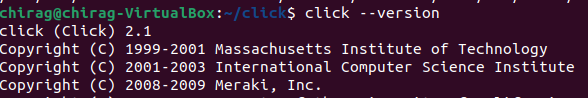 chirag@chirag-VirtualBox:~/click$ click --version
click (Click) 2.1
Copyright (C) 1999-2001 Massachusetts Institute of Technology
Copyright (C) 2001-2003 International Computer Science Institute
Copyright (C) 2008-2009 Meraki, Inc.